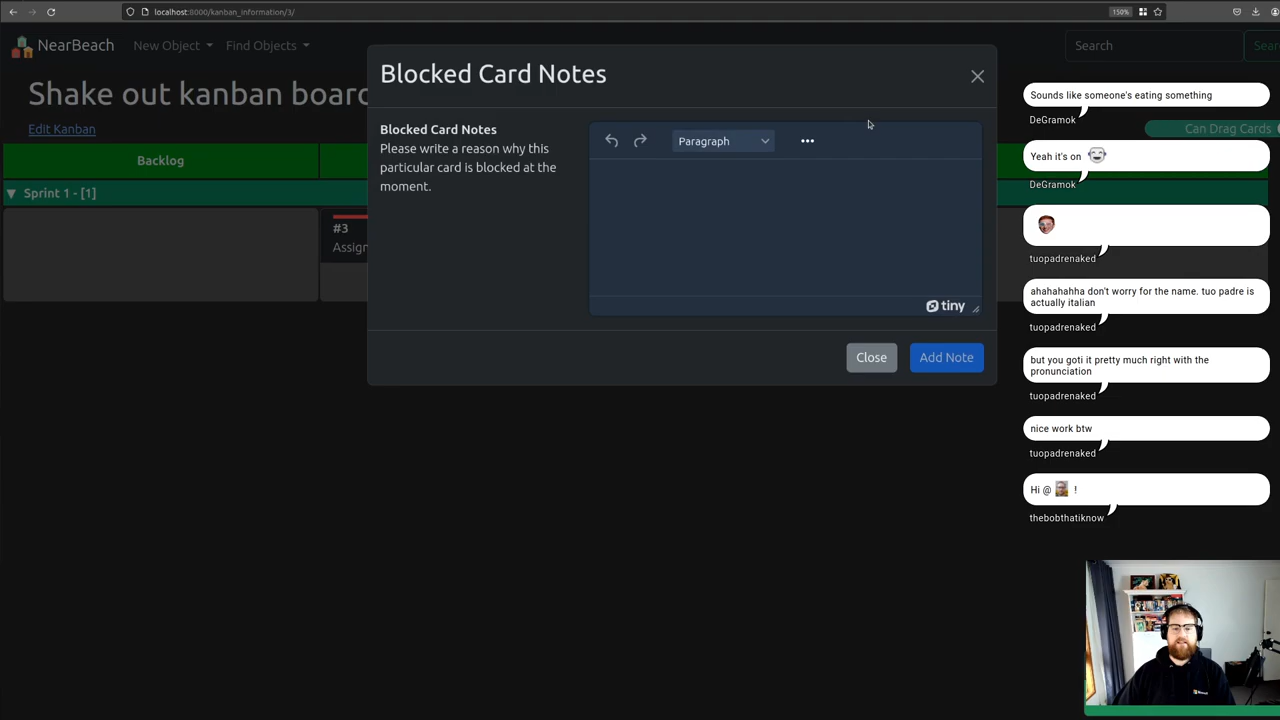 localhost:8000/kanban_information/3/
150%
NearBeach
New Object
Find Objects
Search
Sear
Shake out kanban board
Edit Kanban
Can Drag Cards
Backlog
Sprint 1 - [1]
#3
Assign
Blocked Card Notes
Blocked Card Notes
Please write a reason why this
particular card is blocked at the
moment.
Paragraph
tiny
Close
Add Note
Sounds like someone's eating something
DeGramok
Yeah it's on
DeGramok
tuopadrenaked
ahahahahha don't worry for the name. tuo padre is
actually italian
tuopadrenaked
but you goti it pretty much right with the
pronunciation
tuopadrenaked
nice work btw
tuopadrenaked
Hi @ !
thebobthatiknow